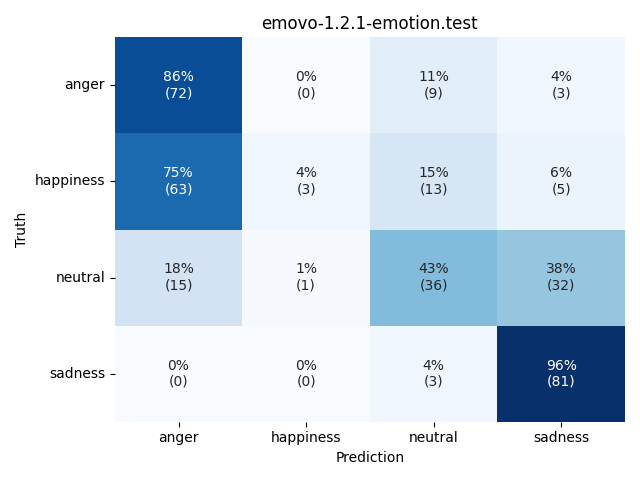 emovo-1.2.1-emotion.test
Truth
anger
86% 0% 11% 4%
(72) (0) (9) (3)
happiness
75% 4% 15% 6%
(63) (3) (13) (5)
neutral
18% 1% 43% 38%
(15) (1) (36) (32)
sadness
0% 0% 4% 96%
(0) (0) (3) (81)
anger happiness neutral sadness
Prediction